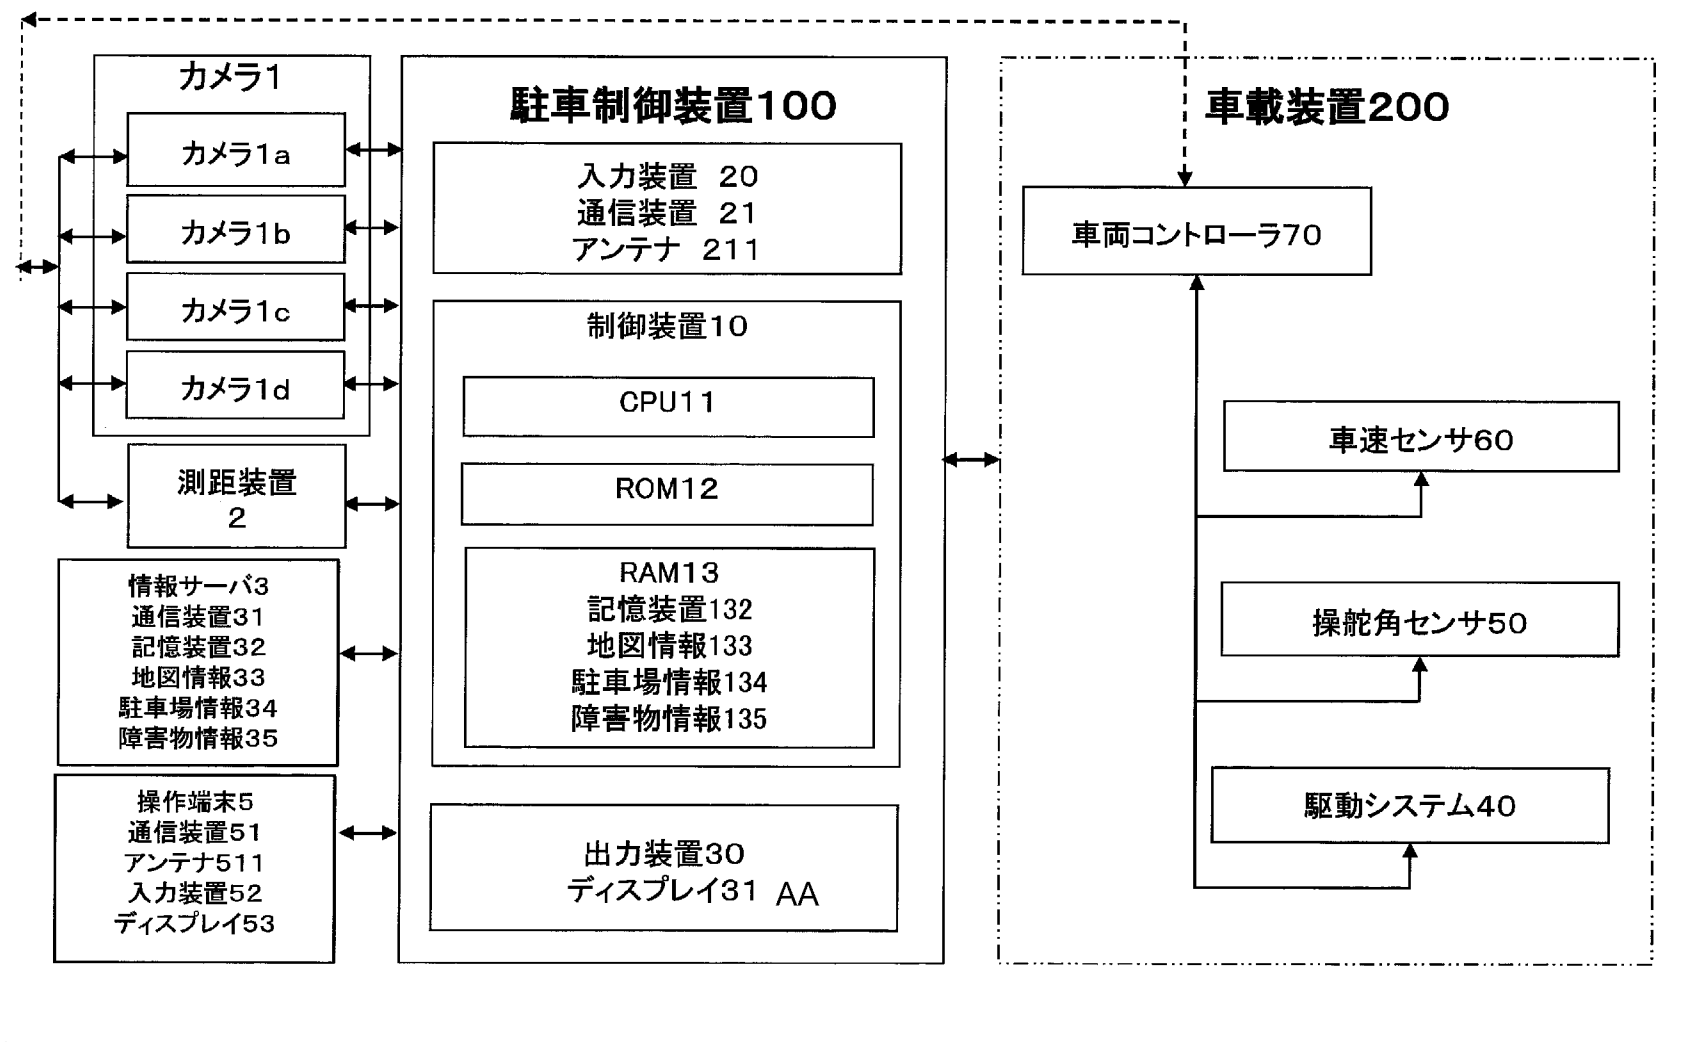 カメラ1
カメラ1a
カメラ1b
カメラ1c
カメラ1d
測距装置
2
情報サーバ3
通信装置31
記憶装置32
地図情報33
駐車場情報34
障害物情報35
操作端末5
通信装置51
アンテナ511
入力装置52
ディスプレイ53
駐車制御装置100
入力装置 20
通信装置 21
アンテナ 211
制御装置10
CPU11
ROM12
RAM13
記憶装置132
地図情報133
駐車場情報134
障害物情報135
出力装置30
ディスプレイ31 AA
車載装置200
車両コントローラ70
車速センサ60
操舵角センサ50
駆動システム40